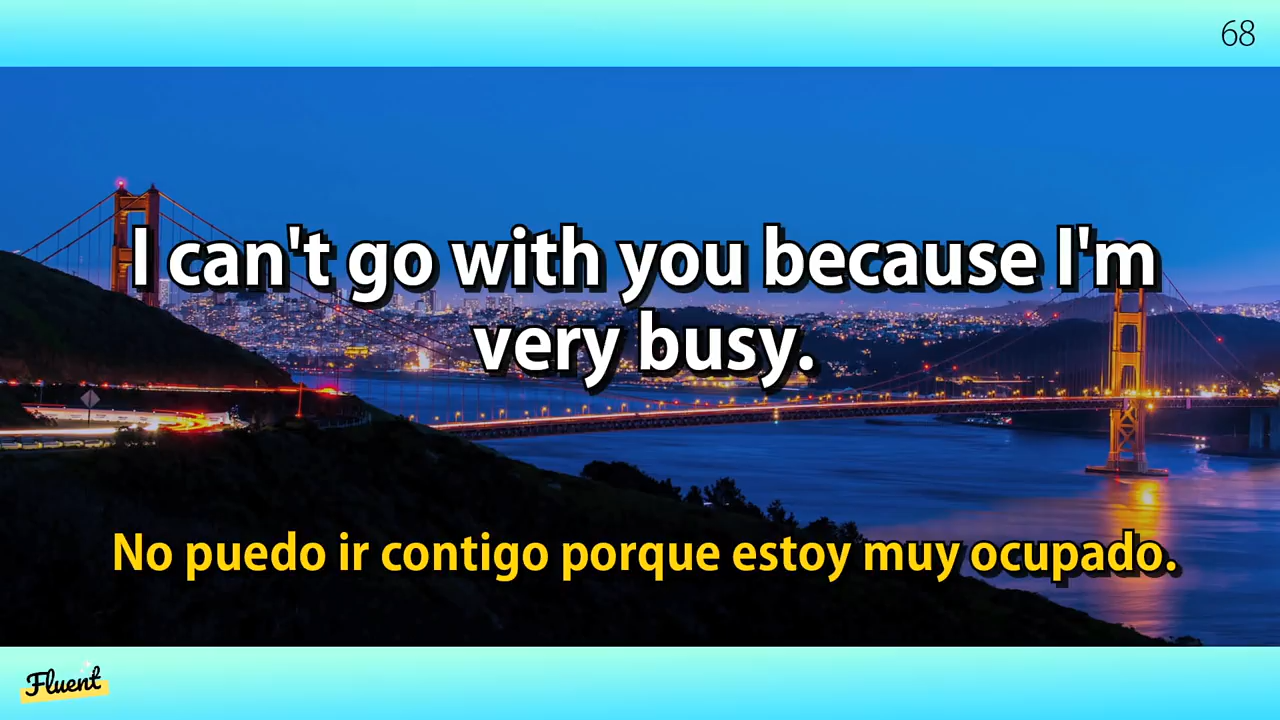 68
I can't go with you because I'm
very busy.
No puedo ir contigo porque estoy muy ocupado.
Fluent